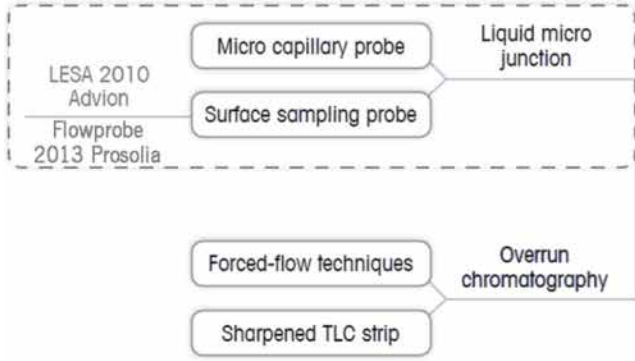 Micro capillary probe
Liquid micro
junction
LESA 2010
Advion
Surface sampling probe
Flowprobe
2013 Prosolia
Forced-flow techniques
Overrun
chromatography
Sharpened TLC strip